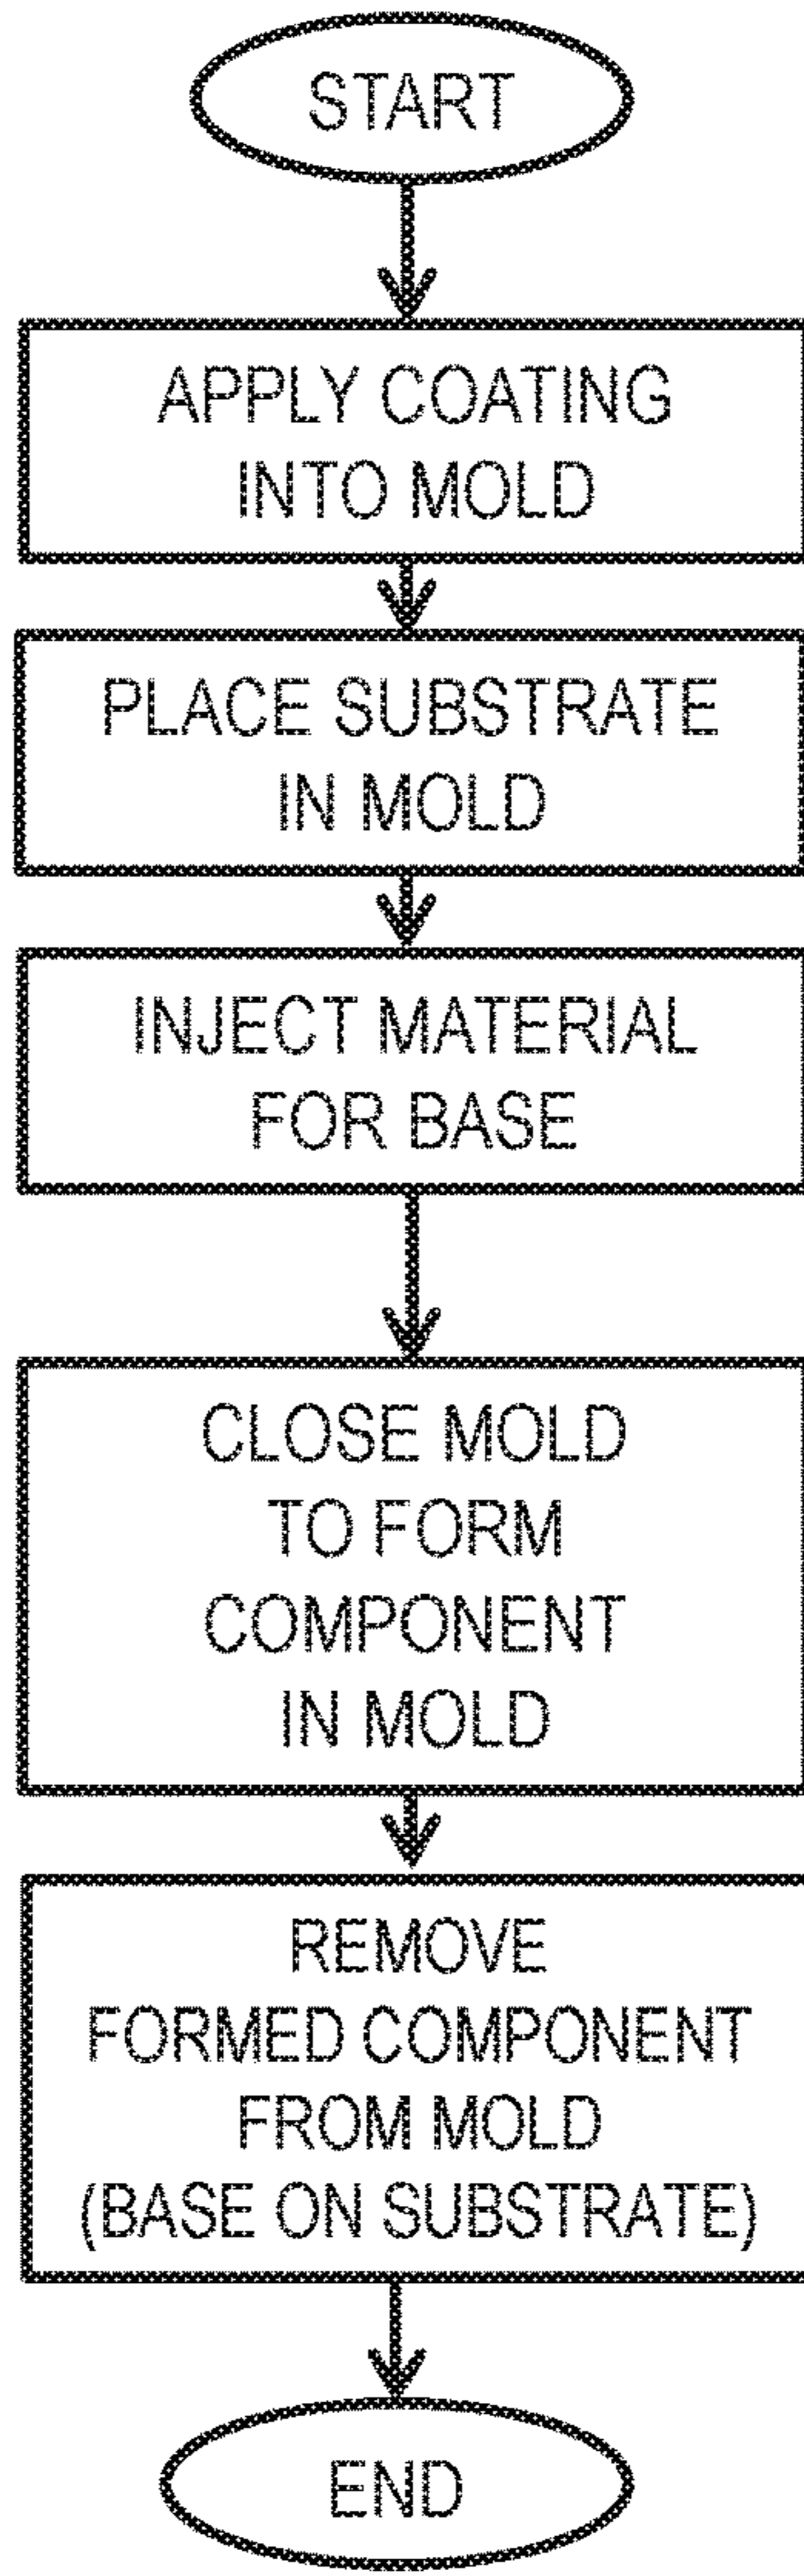 START
APPLY COATING
INTO MOLD
PLACE SUBSTRATE
IN MOLD
INJECT MATERIAL
FOR BASE
CLOSE MOLD
TO FORM
COMPONENT
IN MOLD
REMOVE
FORMED COMPONENT
FROM MOLD
(BASE ON SUBSTRATE)
END